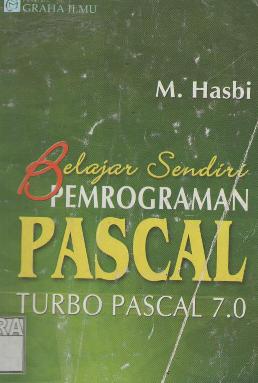 GRAHA ILMU
M. Hasbi
Belajar Sendiri
PEMROGRAMAN
PASCAL
TURBO PASCAL 7.0